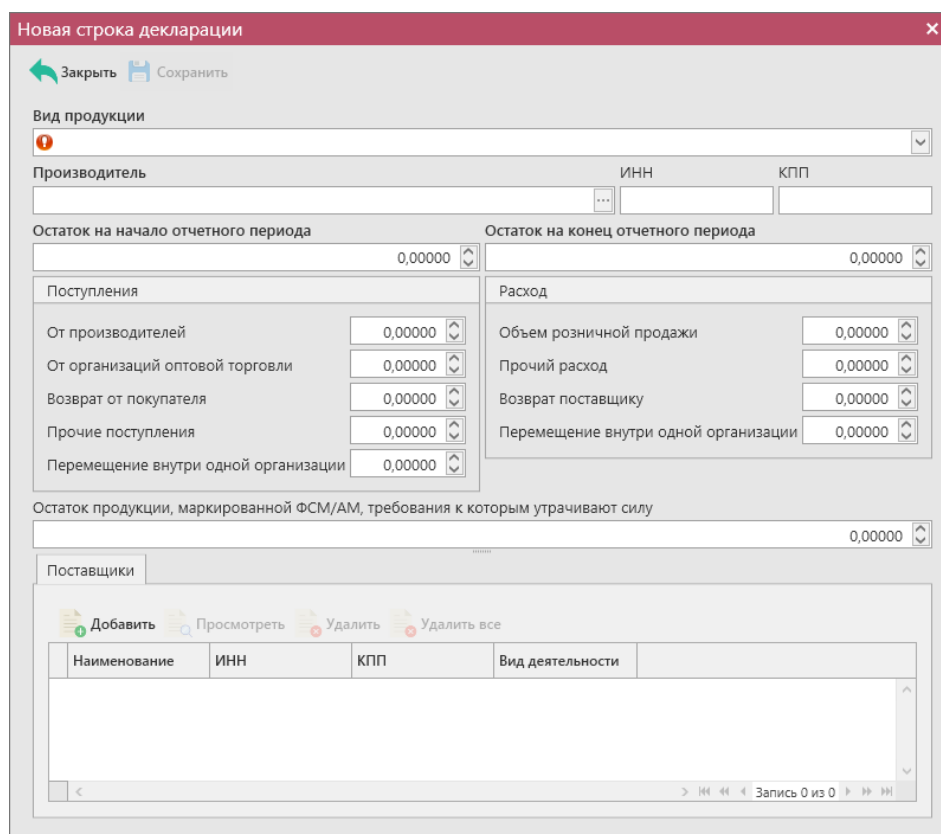 Новая строка декларации
Закрыть Сохранить
Вид продукции
Производитель ИНН КПП
Остаток на начало отчетного периода Остаток на конец отчетного периода
0,00000 0,00000
Поступления Расход
От производителей 0,00000 Объем розничной продажи 0,00000
От организаций оптовой торговли 0,00000 Прочий расход 0,00000
Возврат от покупателя 0,00000 Возврат поставщику 0,00000
Прочие поступления 0,00000 Перемещение внутри одной организации 0,00000
Перемещение внутри одной организации 0,00000
Остаток продукции, маркированной ФСМ/АМ, требования к которым утрачивают силу
0,00000
Поставщики
Добавить Просмотреть Удалить Удалить все
Наименование ИНН КПП Вид деятельности
Запись 0 из 0